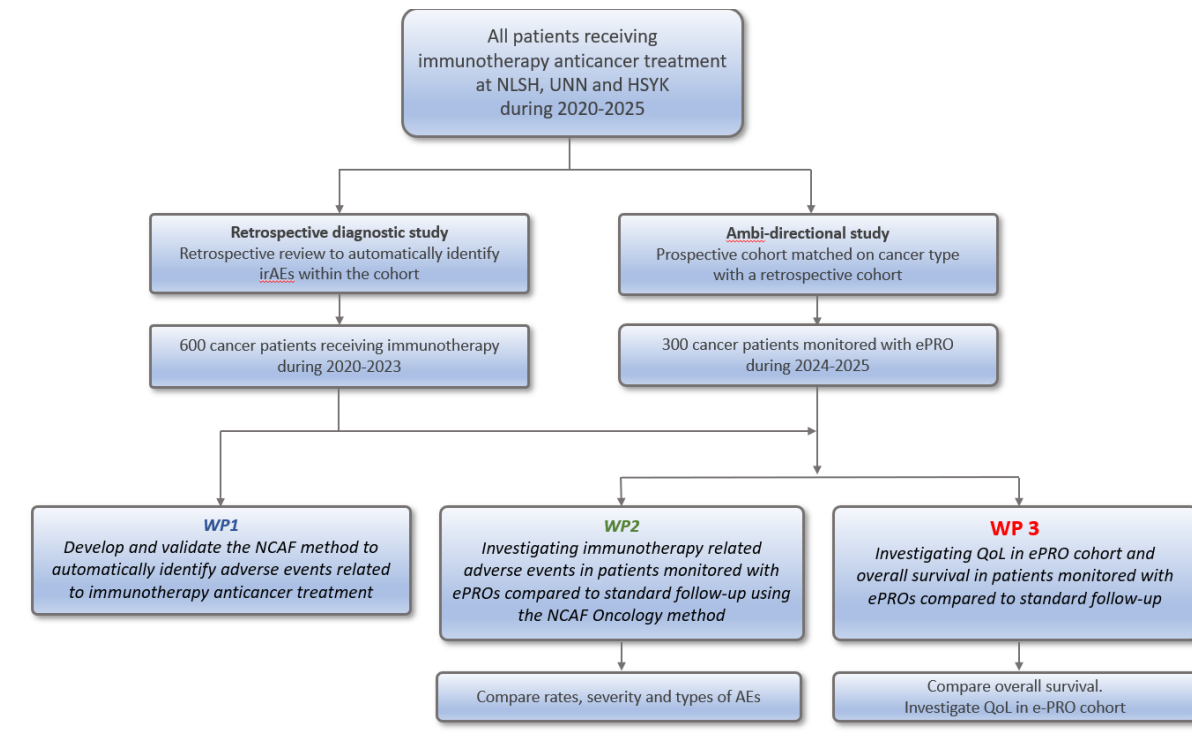 All patients receiving
immunotherapy anticancer treatment
at NLSH, UNN and HSYK
during 2020-2025
Retrospective diagnostic study
Retrospective review to automatically identify
irAEs within the cohort
Ambi-directional study
Prospective cohort matched on cancer type
with a retrospective cohort
600 cancer patients receiving immunotherapy
during 2020-2023
300 cancer patients monitored with ePRO
during 2024-2025
WP1
Develop and validate the NCAF method to
automatically identify adverse events related
to immunotherapy anticancer treatment
WP2
Investigating immunotherapy related
adverse events in patients monitored with
ePROs compared to standard follow-up using
the NCAF Oncology method
WP 3
Investigating QoL in ePRO cohort and
overall survival in patients monitored with
ePROs compared to standard follow-up
Compare rates, severity and types of AEs
Compare overall survival.
Investigate QoL in e-PRO cohort